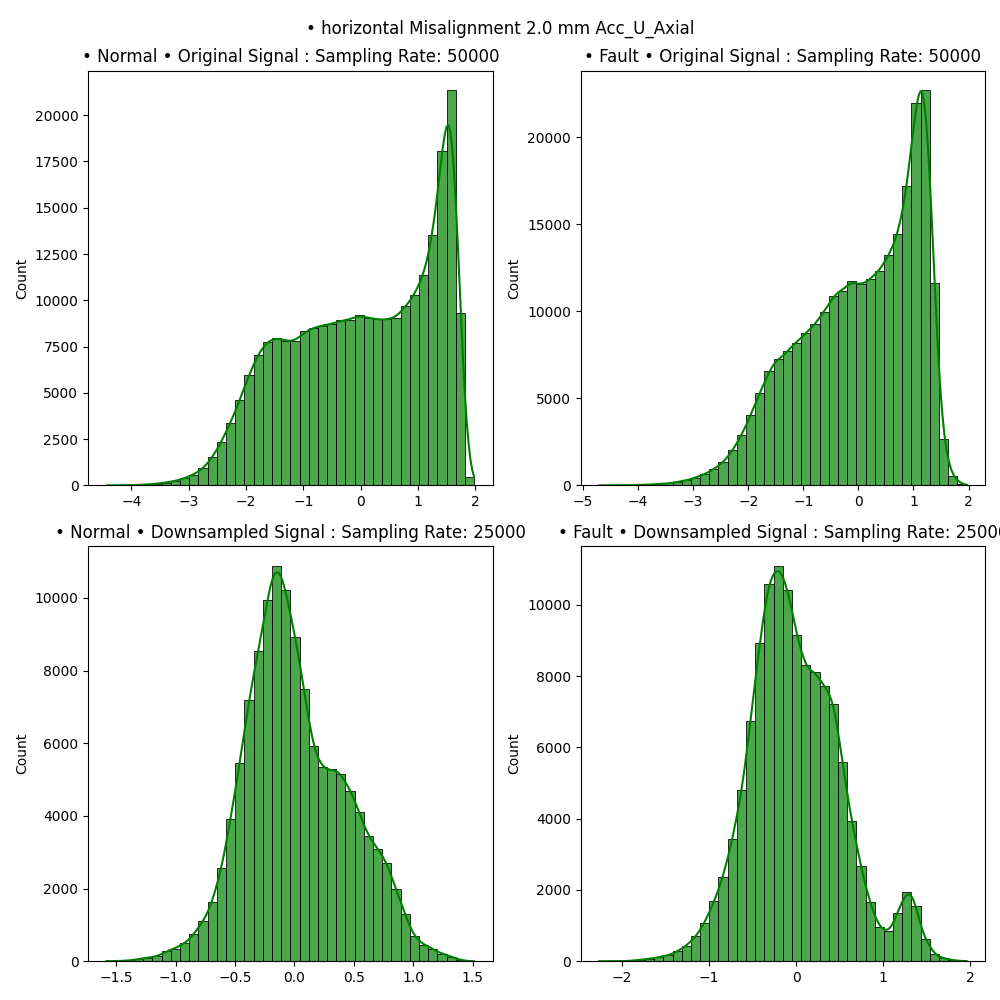 • horizontal Misalignment 2.0 mm Acc_U_Axial
• Normal • Original Signal : Sampling Rate: 50000
Count
20000
17500
15000
12500
10000
7500
5000
2500
0
−4 −3 −2 −1 0 1 2
• Fault • Original Signal : Sampling Rate: 50000
Count
20000
15000
10000
5000
0
−5 −4 −3 −2 −1 0 1 2
• Normal • Downsampled Signal : Sampling Rate: 25000
Count
10000
8000
6000
4000
2000
0
−1.5 −1.0 −0.5 0.0 0.5 1.0 1.5
• Fault • Downsampled Signal : Sampling Rate: 2500
Count
10000
8000
6000
4000
2000
0
−2 −1 0 1 2